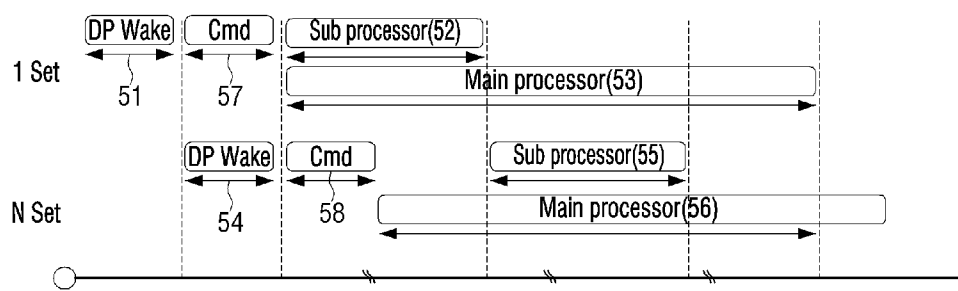 DP Wake Cmd Sub processor(52)
1 Set 51 57 Main processor(53)
DP Wake Cmd Sub processor(55)
N Set 54 58 Main processor(56)